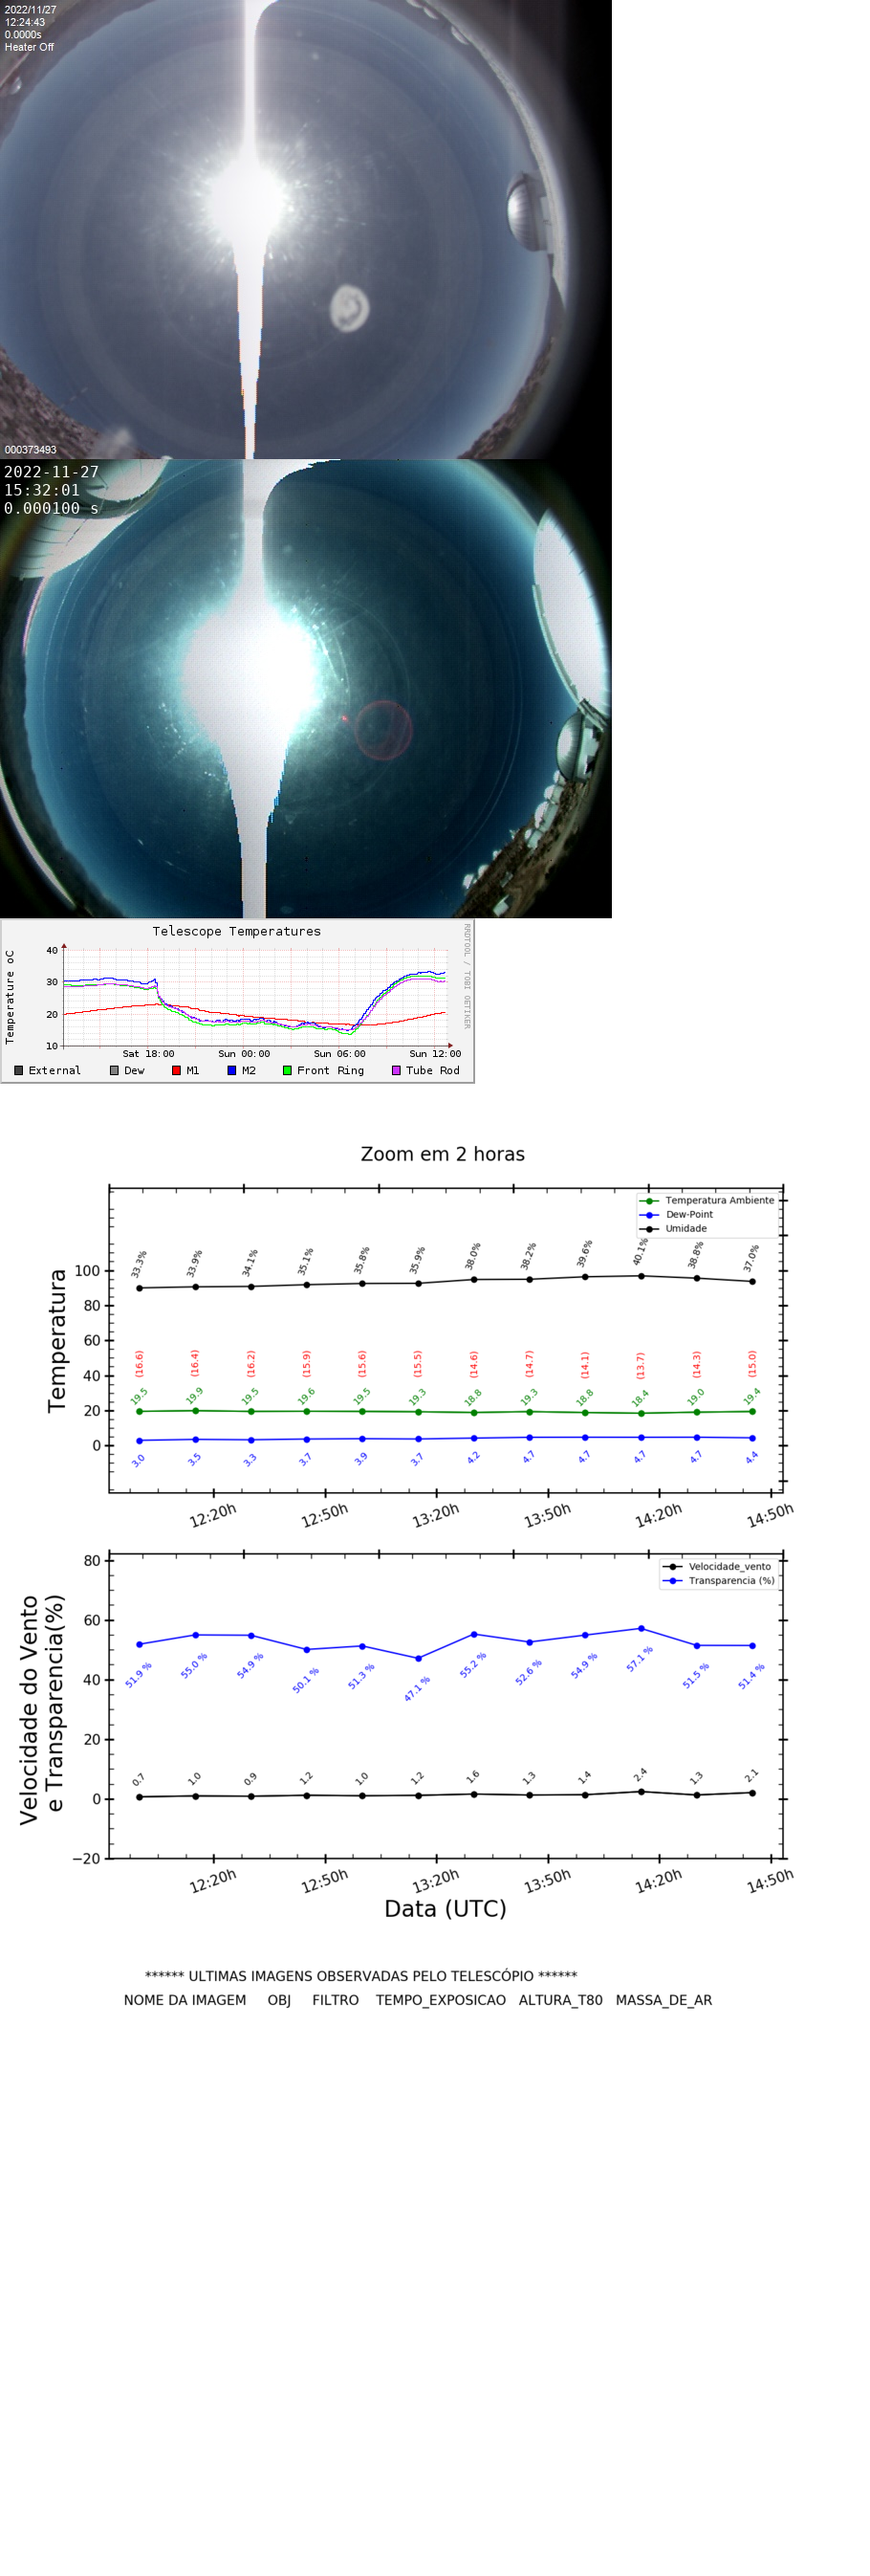 2022/11/27
12:24:43
0.0000s
Heater Off
000373493
2022-11-27
15:32:01
0.000100 s
Telescope Temperatures
RRDTOOL / TOBI OETIKER
Temperature oC
40
30
20
10
Sat 18:00 Sun 00:00 Sun 06:00 Sun 12:00
External Dew M1 M2 Front Ring Tube Rod
Zoom em 2 horas
Temperatura Ambiente
Dew-Point
Umidade
Temperatura
100
80
60
40
20
0
33.3% 33.9% 34.1% 35.1% 35.8% 35.9% 38.0% 38.2% 39.6% 40.1% 38.8% 37.0%
(16.6) (16.4) (16.2) (15.9) (15.6) (15.5) (14.6) (14.7) (14.1) (13.7) (14.3) (15.0)
19.5 19.9 19.5 19.6 19.5 19.3 18.8 19.3 18.8 18.4 19.0 19.4
3.0 3.5 3.3 3.7 3.9 3.7 4.2 4.7 4.7 4.7 4.7 4.4
12:20h 12:50h 13:20h 13:50h 14:20h 14:50h
Velocidade_vento
Transparencia (%)
Velocidade do Vento
e Transparencia(%)
80
60
40
20
0
−20
51.9 % 55.0 % 54.9 % 50.1 % 51.3 % 47.1 % 55.2 % 52.6 % 54.9 % 57.1 % 51.5 % 51.4 %
0.7 1.0 0.9 1.2 1.0 1.2 1.6 1.3 1.4 2.4 1.3 2.1
12:20h 12:50h 13:20h 13:50h 14:20h 14:50h
Data (UTC)
****** ULTIMAS IMAGENS OBSERVADAS PELO TELESCÓPIO ******
NOME DA IMAGEM OBJ FILTRO TEMPO_EXPOSICAO ALTURA_T80 MASSA_DE_AR